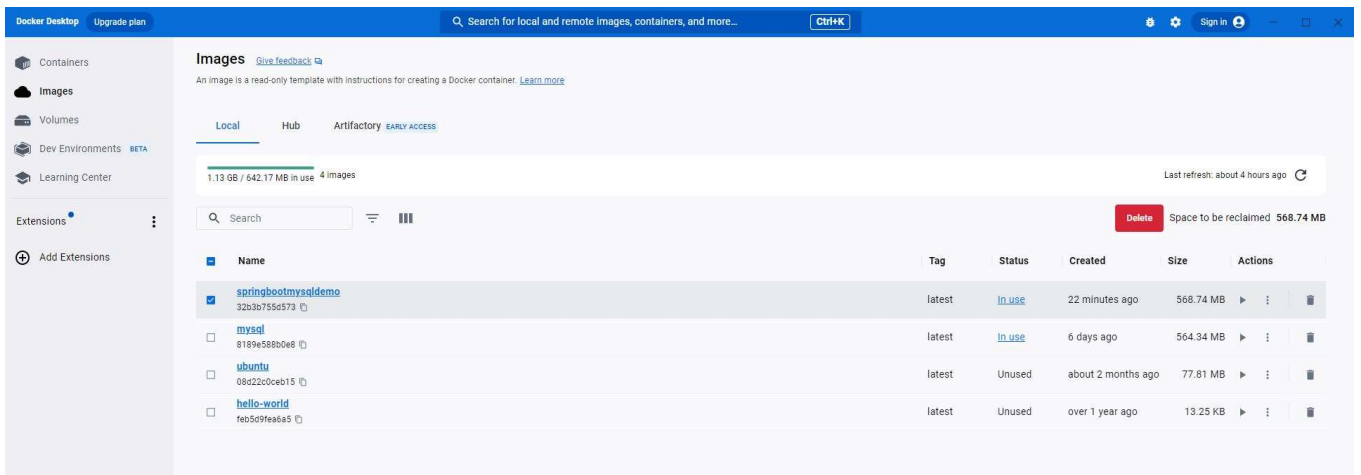 Docker Desktop Upgrade plan Search for local and remote images, containers, and more... Ctrl+K Sign in
Containers
Images
Volumes
Dev Environments BETA
Learning Center
Extensions
Add Extensions
Images Give feedback
An image is a read-only template with instructions for creating a Docker container. Learn more
Local Hub Artifactory EARLY ACCESS
1.13 GB / 642.17 MB in use 4 images Last refresh: about 4 hours ago
Search Delete Space to be reclaimed 568.74 MB
Name Tag Status Created Size Actions
springbootmysqldemo latest In use 22 minutes ago 568.74 MB
32b3b755d573
mysql latest In use 6 days ago 564.34 MB
8189e588b0e8
ubuntu latest Unused about 2 months ago 77.81 MB
08d22c0ceb15
hello-world latest Unused over 1 year ago 13.25 KB
feb5d9fea6a5